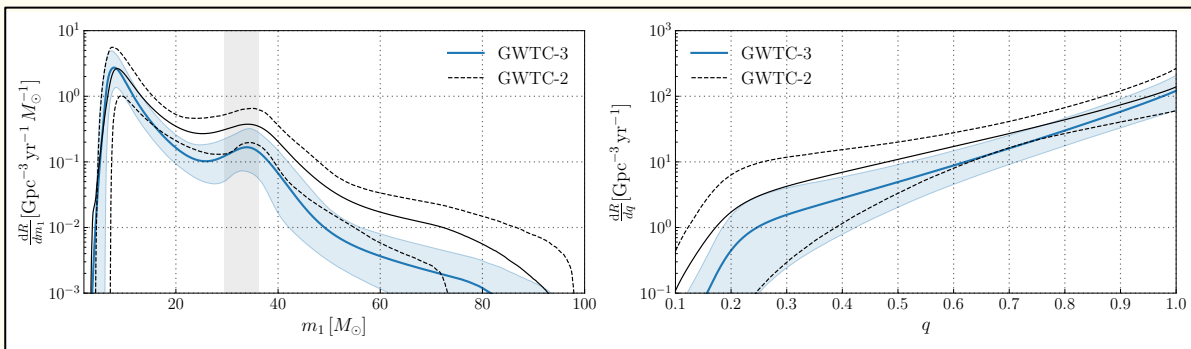 10^1
10^0
10^{-1}
10^{-2}
10^{-3}
\frac{dR}{dm_1} [Gpc^{-3} yr^{-1} M_⊙^{-1}]
GWTC-3
GWTC-2
20 40 60 80 100
m_1 [M_⊙]
10^3
10^2
10^1
10^0
10^{-1}
\frac{dR}{dq} [Gpc^{-3} yr^{-1}]
GWTC-3
GWTC-2
0.1 0.2 0.3 0.4 0.5 0.6 0.7 0.8 0.9 1.0
q